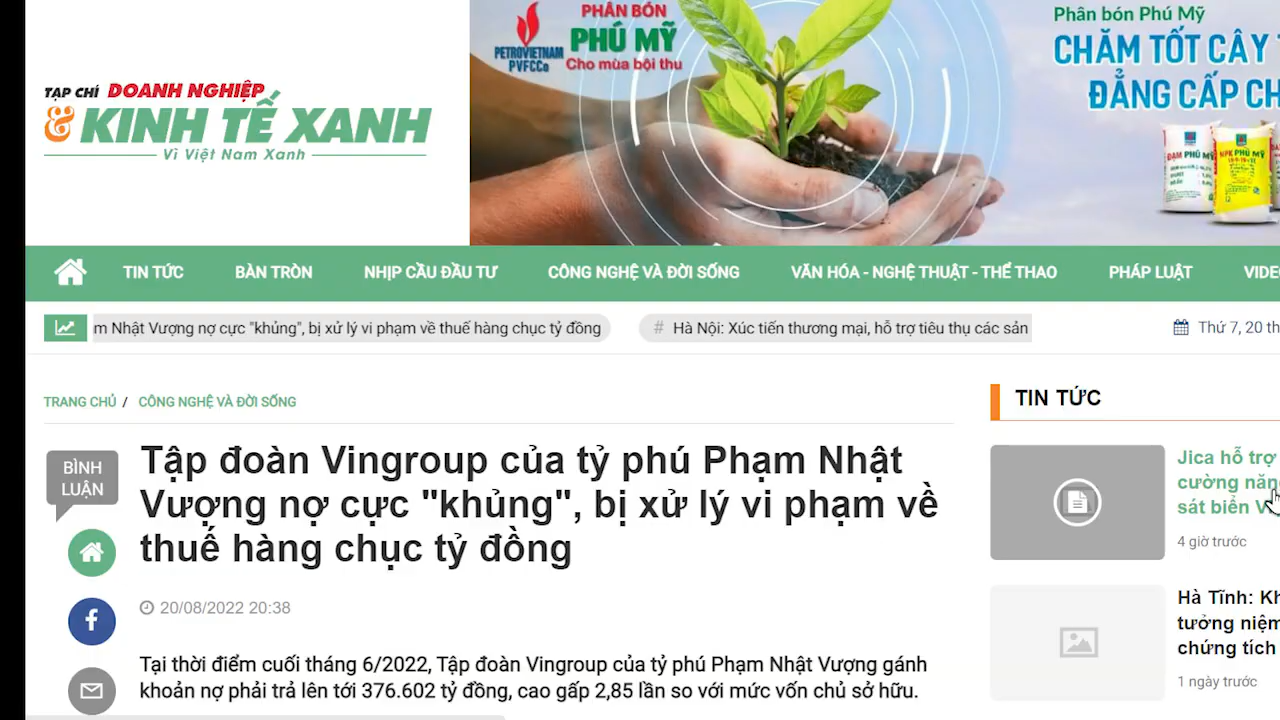 TẠP CHÍ DOANH NGHIỆP
& KINH TẾ XANH
Vì Việt Nam Xanh
PETROVIETNAM
PVFCCo
PHÂN BÓN
PHÚ MỸ
Cho mùa bội thu
Phân bón Phú Mỹ
CHĂM TỐT CÂY
ĐẲNG CẤP
ĐẠM PHÚ MỸ
NPK PHÚ MỸ
TIN TỨC
BÀN TRÒN
NHỊP CẦU ĐẦU TƯ
CÔNG NGHỆ VÀ ĐỜI SỐNG
VĂN HÓA - NGHỆ THUẬT - THỂ THAO
PHÁP LUẬT
VIDE
m Nhật Vượng nợ cực "khủng", bị xử lý vi phạm về thuế hàng chục tỷ đồng
# Hà Nội: Xúc tiến thương mại, hỗ trợ tiêu thụ các sản
Thứ 7, 20 th
TRANG CHỦ / CÔNG NGHỆ VÀ ĐỜI SỐNG
BÌNH
LUẬN
Tập đoàn Vingroup của tỷ phú Phạm Nhật
Vượng nợ cực "khủng", bị xử lý vi phạm về
thuế hàng chục tỷ đồng
20/08/2022 20:38
Tại thời điểm cuối tháng 6/2022, Tập đoàn Vingroup của tỷ phú Phạm Nhật Vượng gánh
khoản nợ phải trả lên tới 376.602 tỷ đồng, cao gấp 2,85 lần so với mức vốn chủ sở hữu.
TIN TỨC
Jica hỗ trợ
cường năn
sát biển V
4 giờ trước
Hà Tĩnh: Kh
tưởng niệm
chứng tích
1 ngày trước